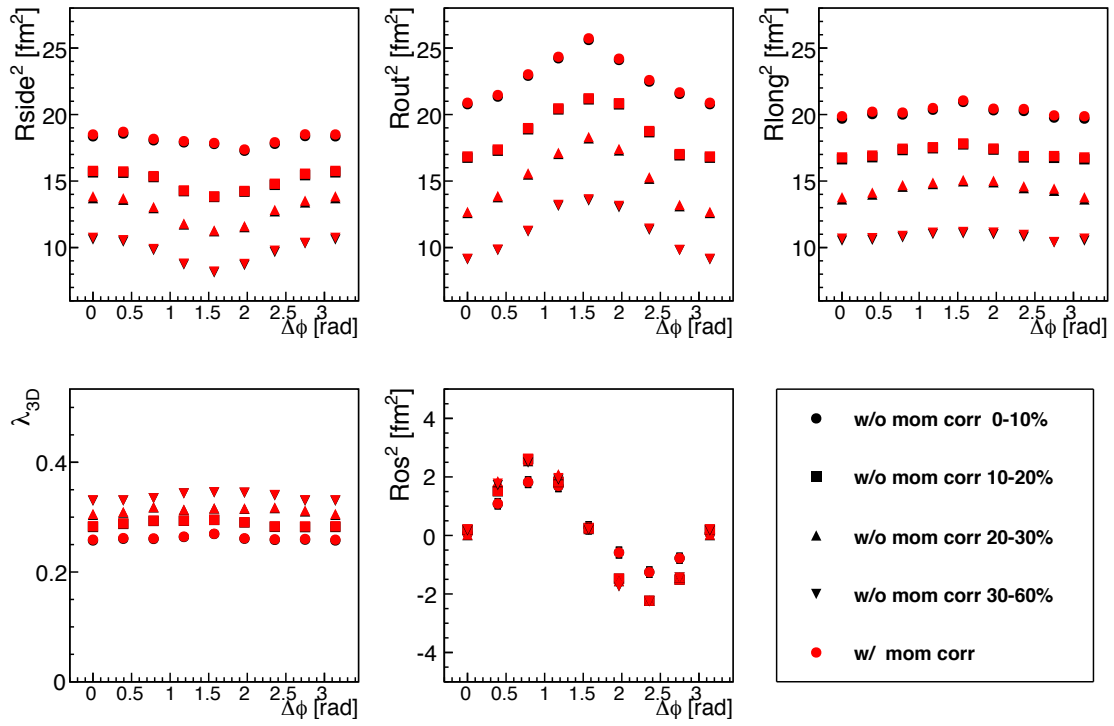 Rside² [fm²]
25
20
15
10
0 0.5 1 1.5 2 2.5 3
Δϕ [rad]
Rout² [fm²]
25
20
15
10
0 0.5 1 1.5 2 2.5 3
Δϕ [rad]
Rlong² [fm²]
25
20
15
10
0 0.5 1 1.5 2 2.5 3
Δϕ [rad]
λ3D
0.4
0.2
0
0 0.5 1 1.5 2 2.5 3
Δϕ [rad]
Ros² [fm²]
4
2
0
-2
-4
0 0.5 1 1.5 2 2.5 3
Δϕ [rad]
w/o mom corr 0-10%
w/o mom corr 10-20%
w/o mom corr 20-30%
w/o mom corr 30-60%
w/ mom corr